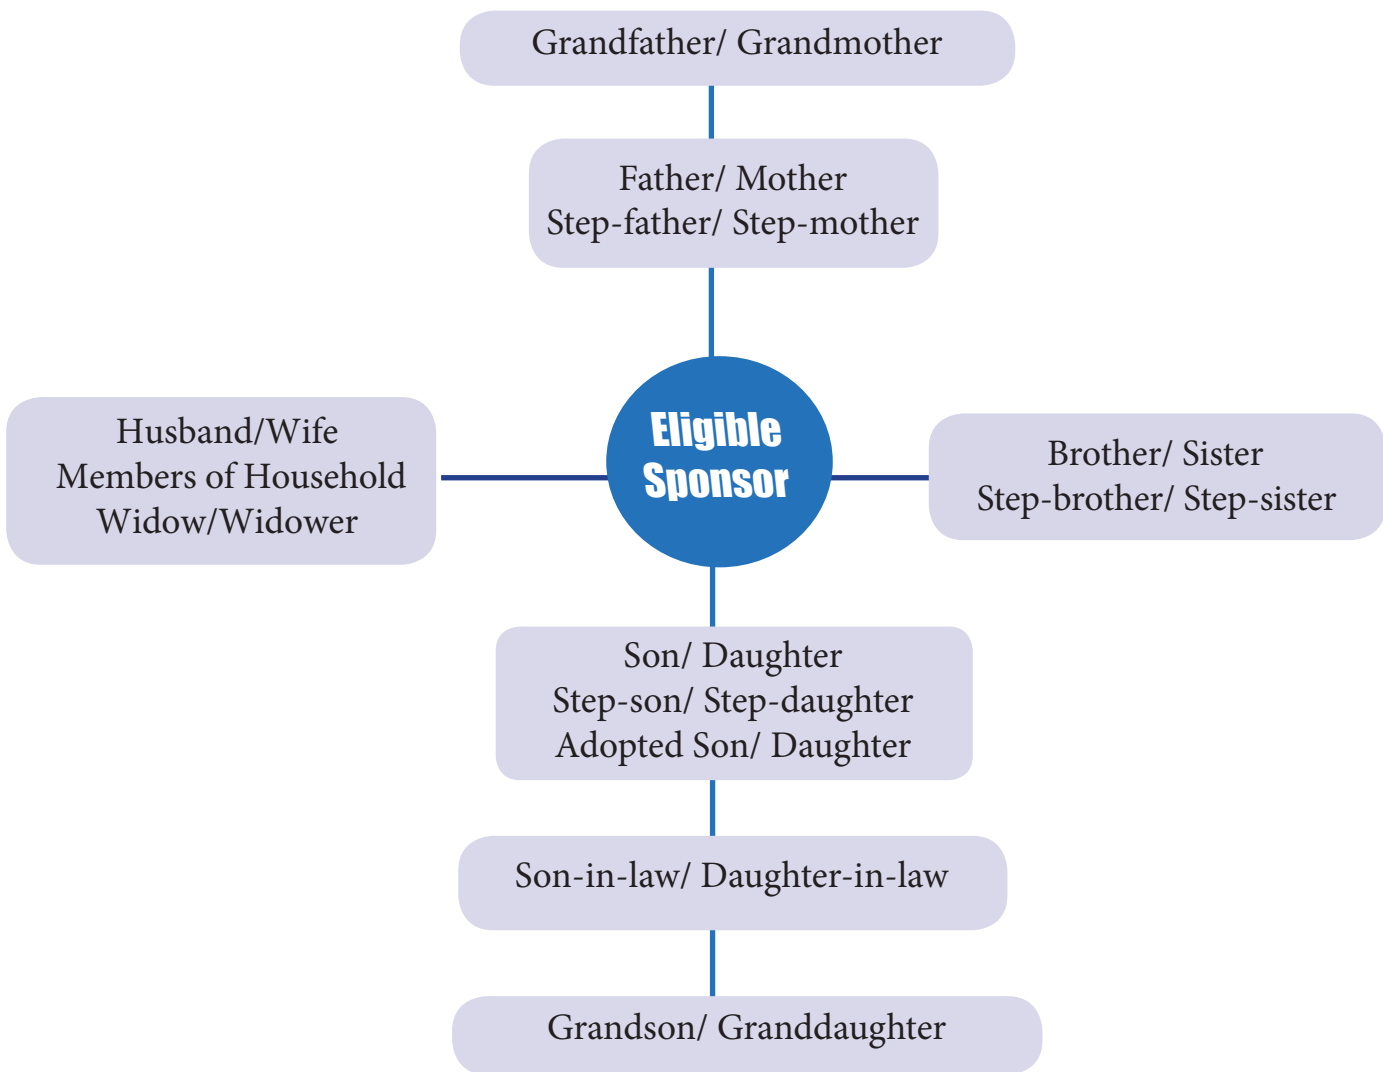 Grandfather/ Grandmother
Father/ Mother
Step-father/ Step-mother
Husband/Wife
Members of Household
Widow/Widower
Eligible
Sponsor
Brother/ Sister
Step-brother/ Step-sister
Son/ Daughter
Step-son/ Step-daughter
Adopted Son/ Daughter
Son-in-law/ Daughter-in-law
Grandson/ Granddaughter